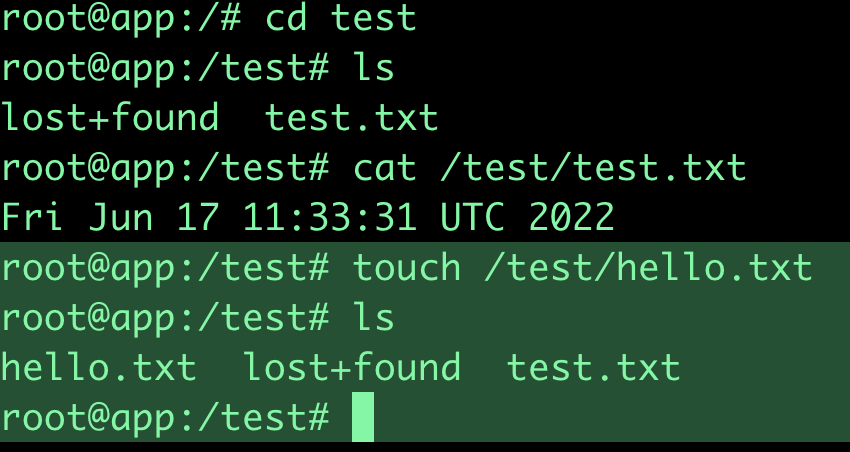 root@app:/# cd test
root@app:/test# ls
lost+found  test.txt
root@app:/test# cat /test/test.txt
Fri Jun 17 11:33:31 UTC 2022
root@app:/test# touch /test/hello.txt
root@app:/test# ls
hello.txt  lost+found  test.txt
root@app:/test#